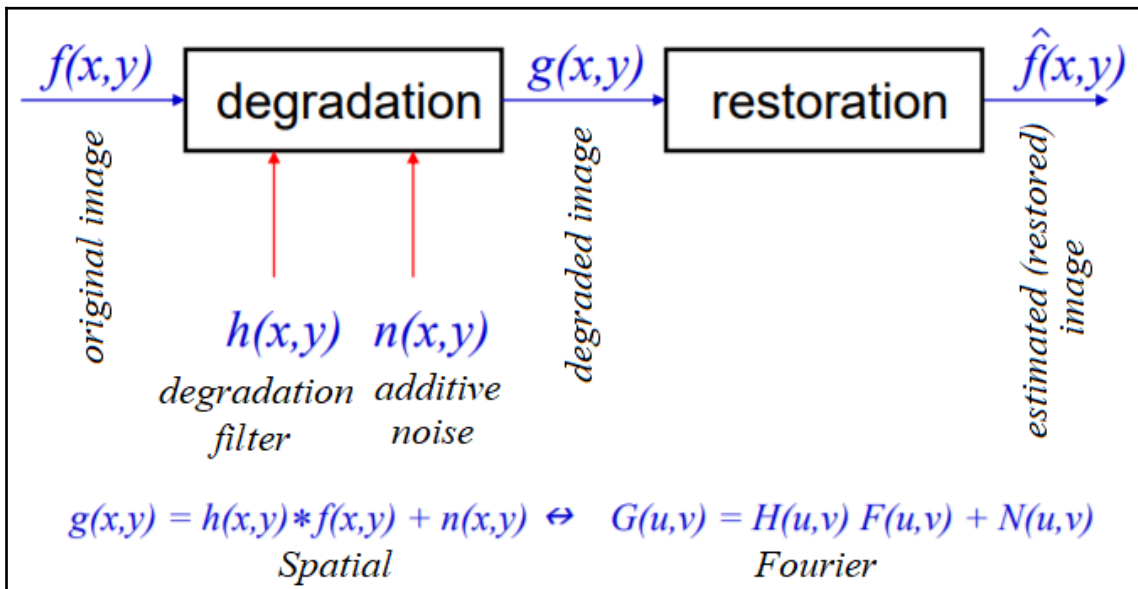 f(x,y)
degradation
g(x,y)
restoration
f̂(x,y)
original image
degraded image
estimated (restored)
image
h(x,y) n(x,y)
degradation
filter
additive
noise
g(x,y) = h(x,y)*f(x,y) + n(x,y) ⇔ G(u,v) = H(u,v) F(u,v) + N(u,v)
Spatial
Fourier